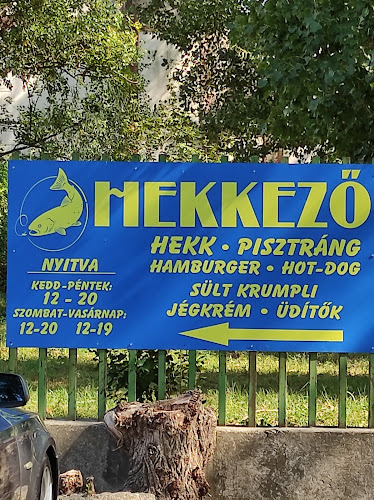 HEKKEZŐ
HEKK • PISZTRÁNG
HAMBURGER • HOT-DOG
SÜLT KRUMPLI
JÉGKRÉM • ÜDÍTŐK
NYITVA
KEDD-PÉNTEK:
12 - 20
SZOMBAT-VASÁRNAP:
12-20 12-19